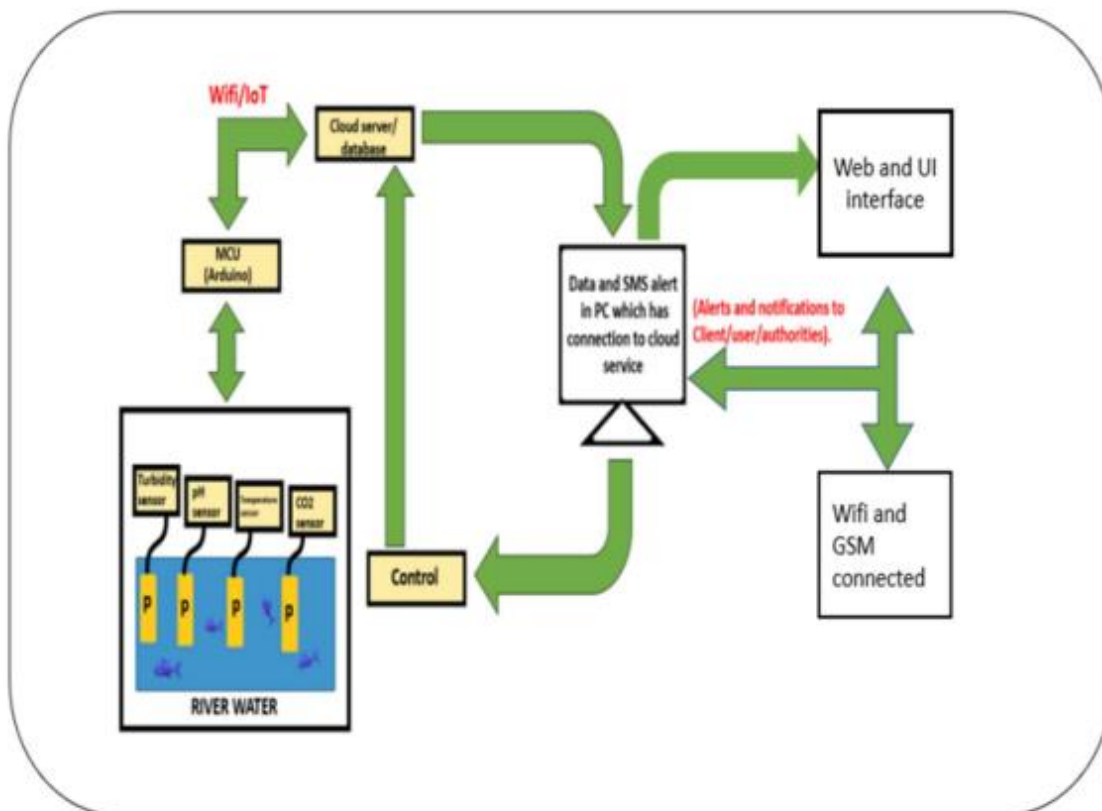 Wifi/IoT
Cloud server/
database
Web and UI
interface
MCU
(Arduino)
Data and SMS alert
in PC which has
connection to cloud
service
(Alerts and notifications to
Client/user/authorities).
Turbidity
sensor
pH
sensor
Temperature
sensor
CO2
sensor
Control
Wifi and
GSM
connected
P
P
P
P
RIVER WATER